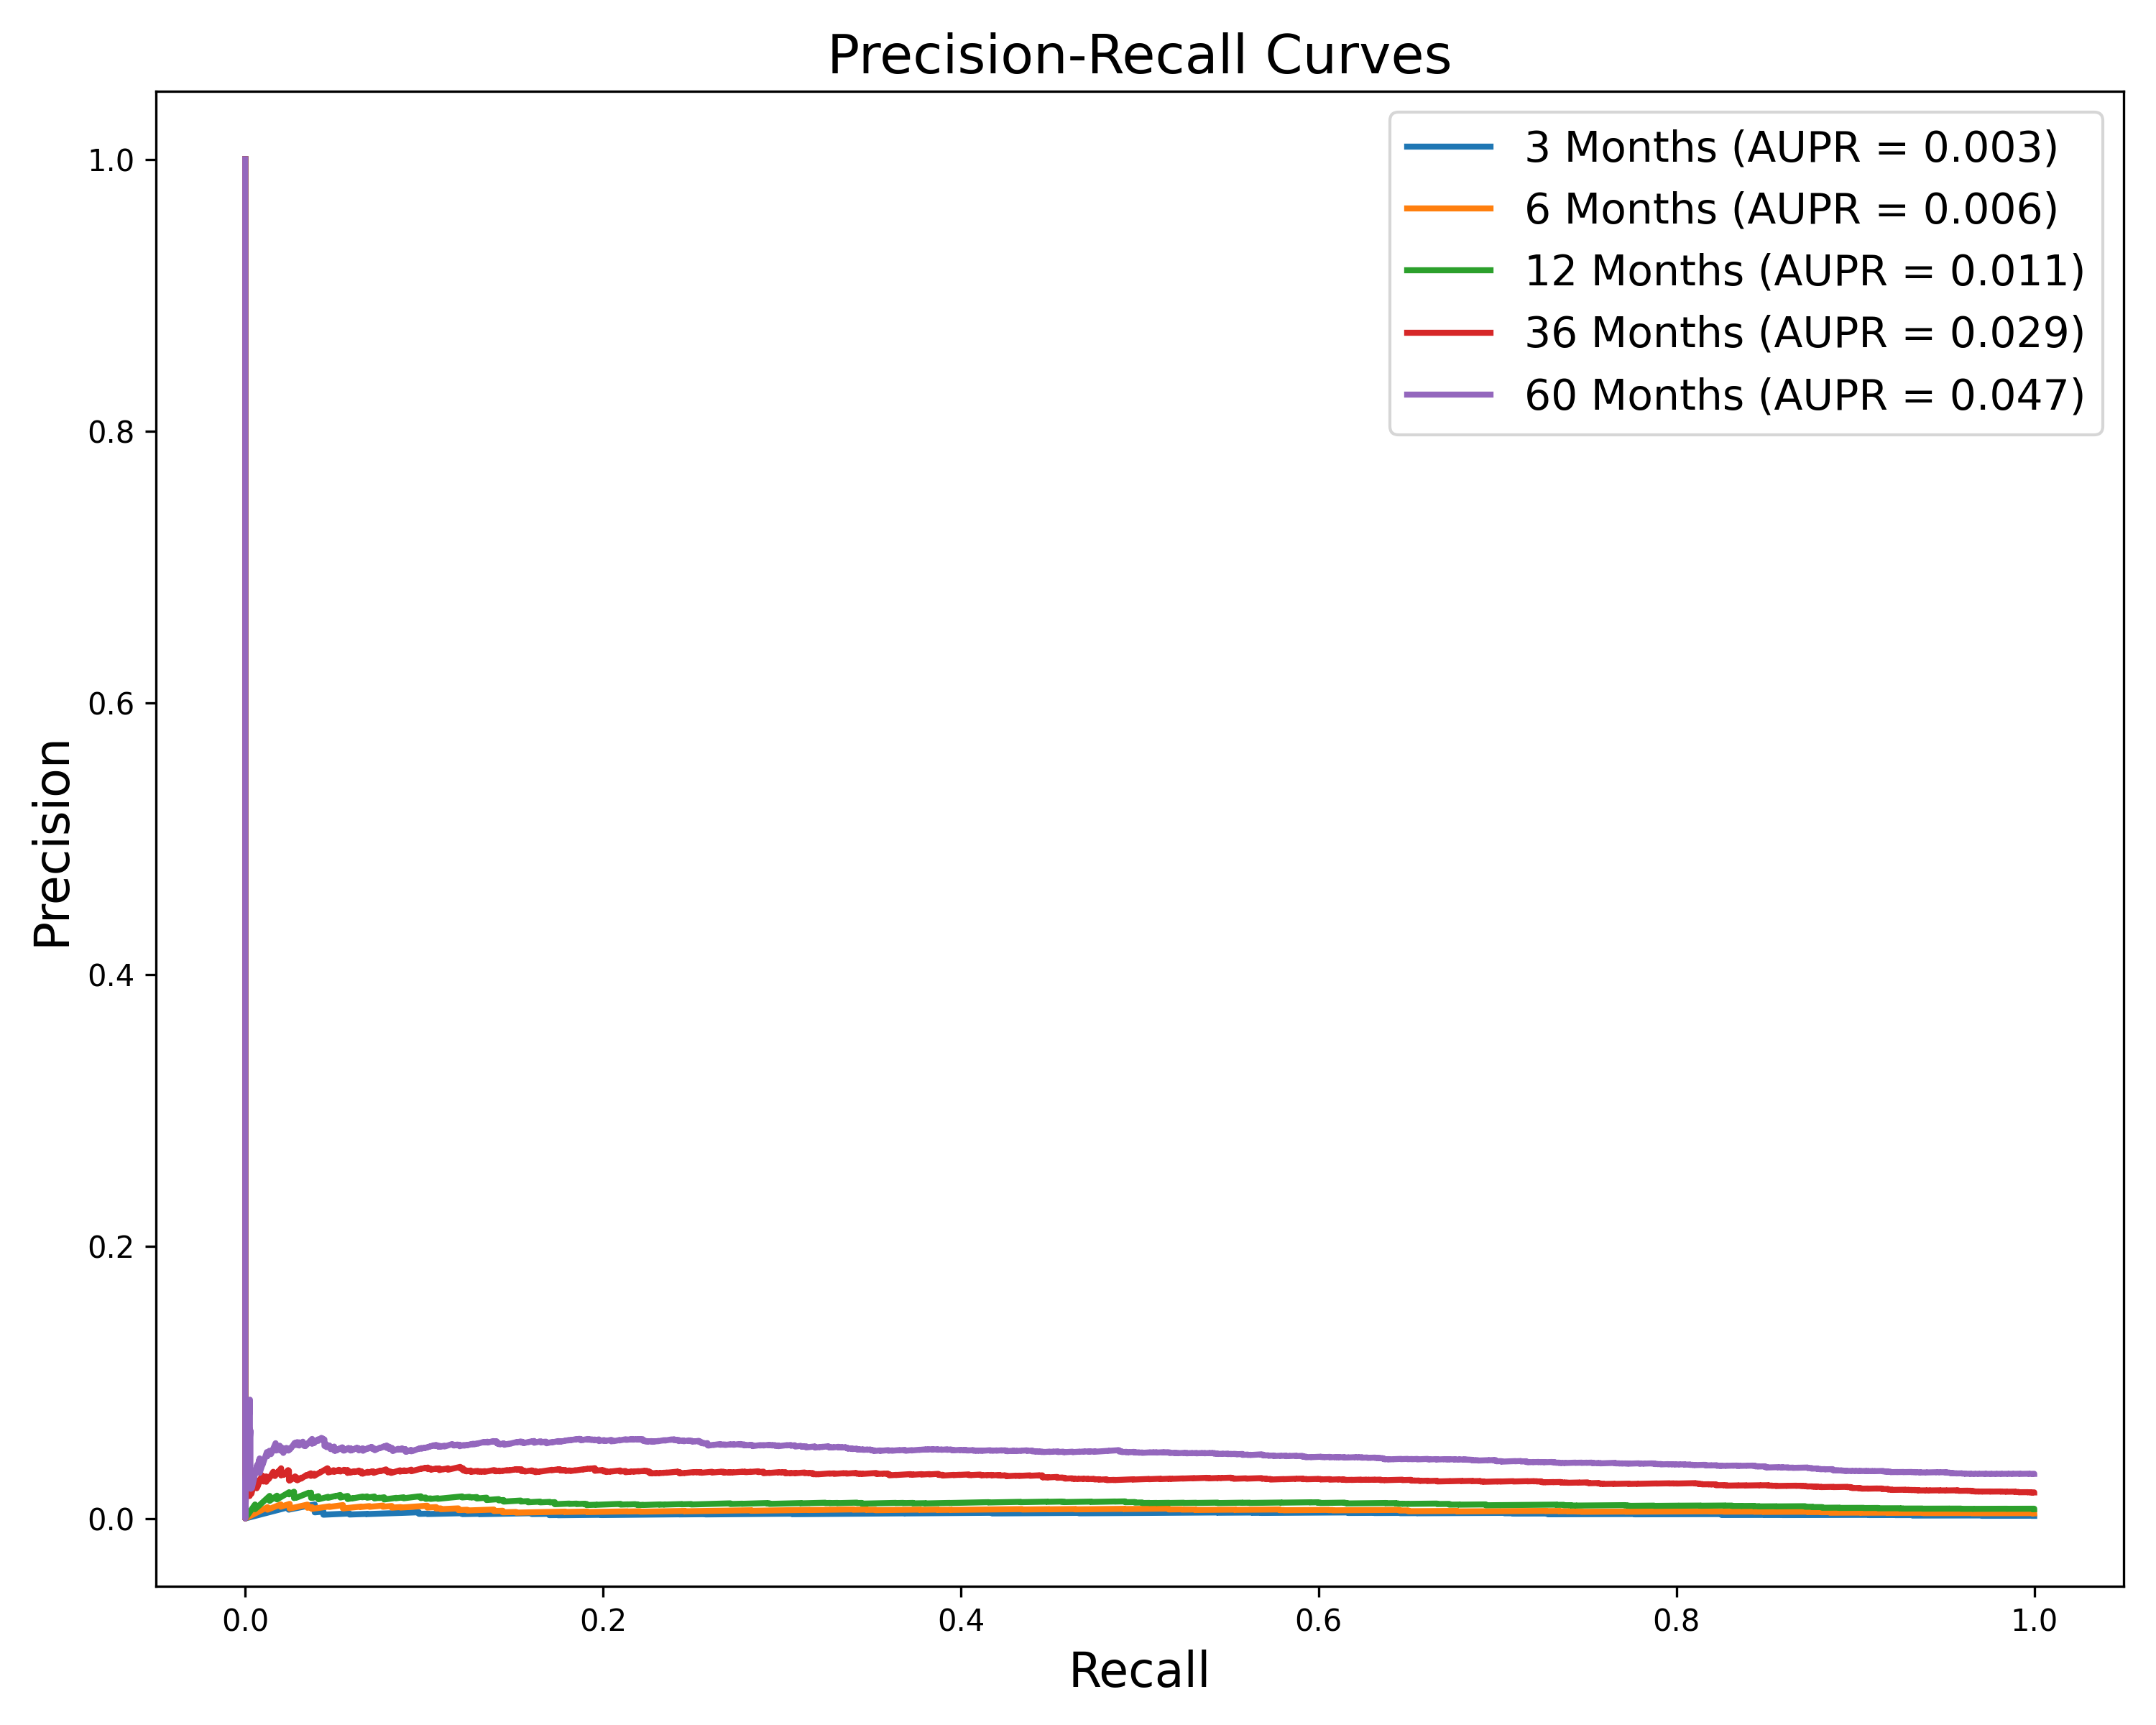 Precision-Recall Curves
3 Months (AUPR = 0.003)
6 Months (AUPR = 0.006)
12 Months (AUPR = 0.011)
36 Months (AUPR = 0.029)
60 Months (AUPR = 0.047)
Precision
1.0
0.8
0.6
0.4
0.2
0.0
0.0 0.2 0.4 0.6 0.8 1.0
Recall